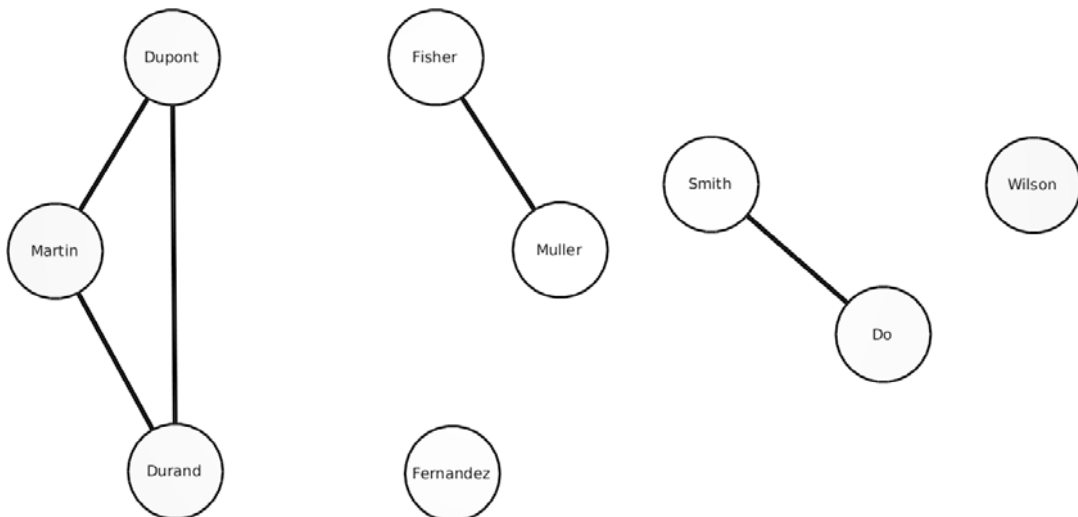 Dupont
Fisher
Smith
Wilson
Martin
Muller
Do
Durand
Fernandez